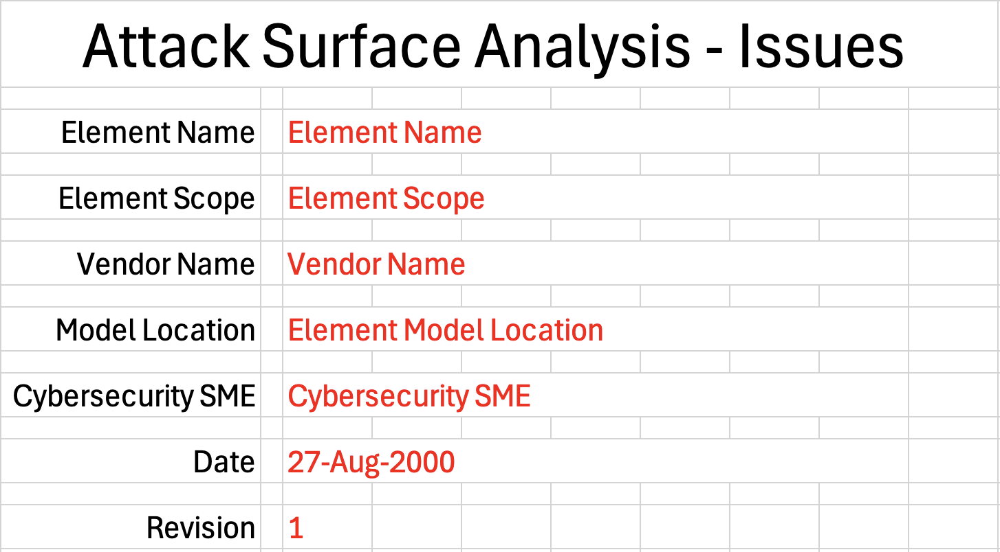 Attack Surface Analysis - Issues
Element Name Element Name
Element Scope Element Scope
Vendor Name Vendor Name
Model Location Element Model Location
Cybersecurity SME Cybersecurity SME
Date 27-Aug-2000
Revision 1